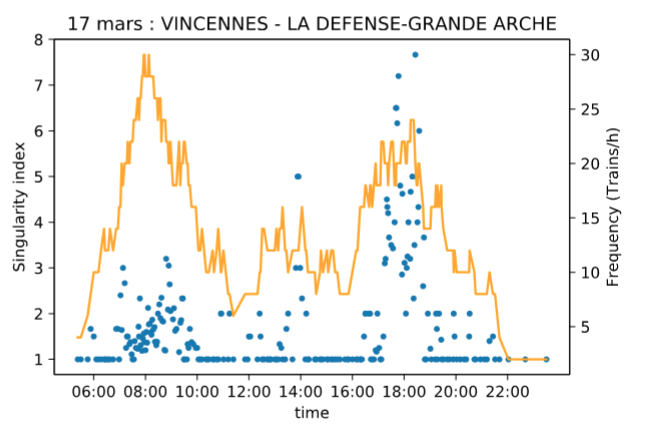 17 mars : VINCENNES - LA DEFENSE-GRANDE ARCHE
Singularity index
8
7
6
5
4
3
2
1
30
25
20
15
10
5
Frequency (Trains/h)
06:00 08:00 10:00 12:00 14:00 16:00 18:00 20:00 22:00
time